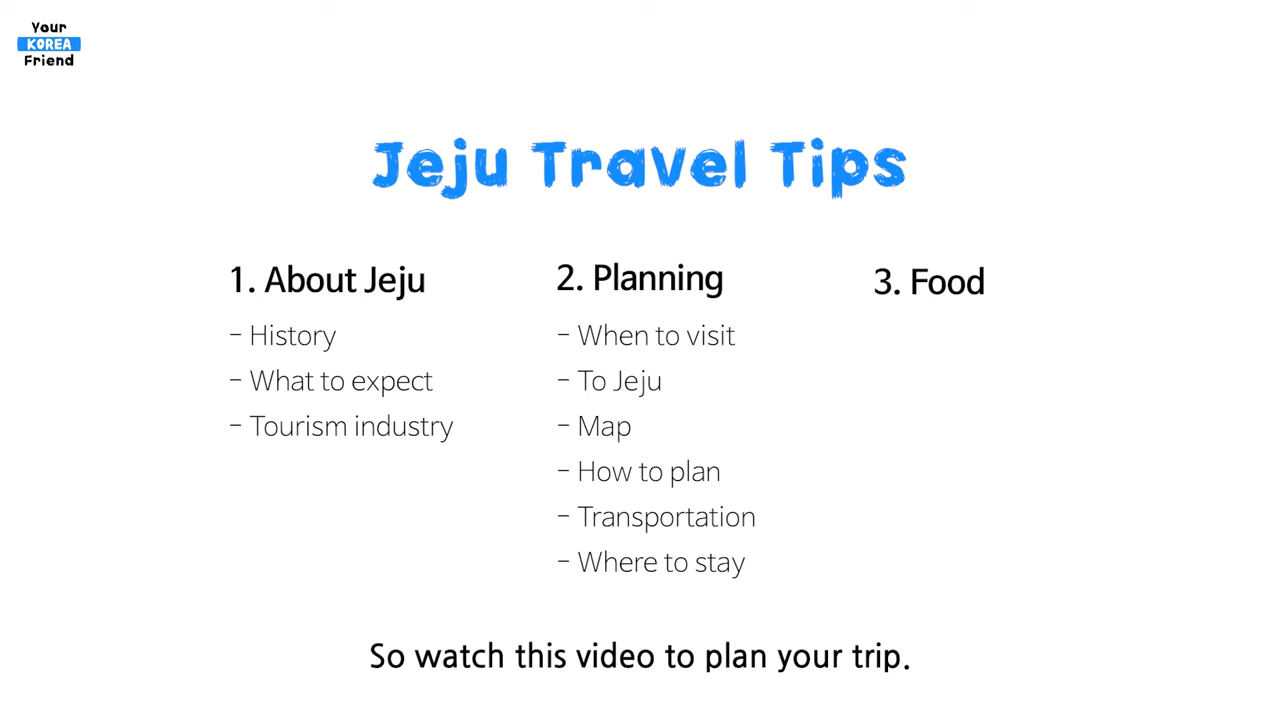 Your
KOREA
Friend
Jeju Travel Tips
1. About Jeju
- History
- What to expect
- Tourism industry
2. Planning
- When to visit
- To Jeju
- Map
- How to plan
- Transportation
- Where to stay
3. Food
So watch this video to plan your trip.